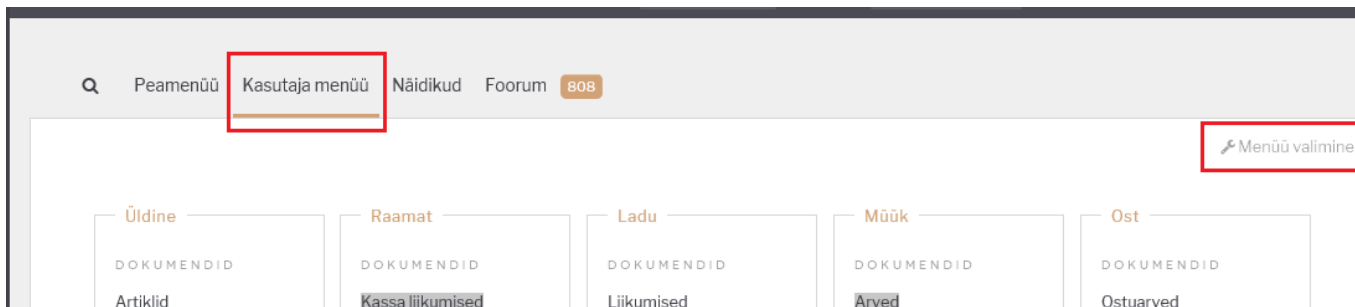 Peamenüü Kasutaja menüü Näidikud Foorum 808
Menüü valimine
Üldine Raamat Ladu Müük Ost
DOKUMENDID DOKUMENDID DOKUMENDID DOKUMENDID DOKUMENDID
Artiklid Kassa liikumised Liikumised Arved Ostuarved